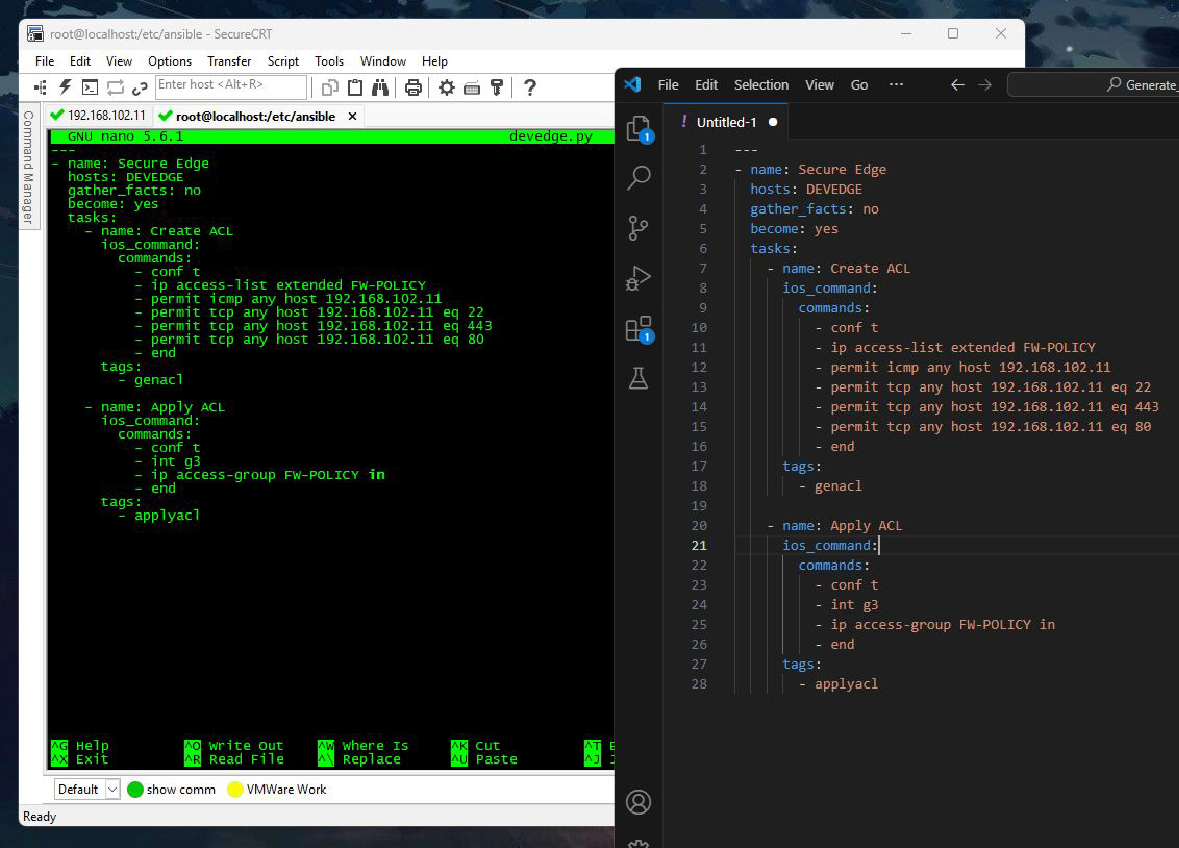 root@localhost:/etc/ansible - SecureCRT
File Edit View Options Transfer Script Tools Window Help
Enter host <Alt+R>
Command Manager
192.168.102.11 root@localhost:/etc/ansible
GNU nano 5.6.1 devedge.py
---
- name: Secure Edge
  hosts: DEVEDGE
  gather_facts: no
  become: yes
  tasks:
    - name: Create ACL
      ios_command:
        commands:
          - conf t
          - ip access-list extended FW-POLICY
          - permit icmp any host 192.168.102.11
          - permit tcp any host 192.168.102.11 eq 22
          - permit tcp any host 192.168.102.11 eq 443
          - permit tcp any host 192.168.102.11 eq 80
          - end
      tags:
        - genacl
    - name: Apply ACL
      ios_command:
        commands:
          - conf t
          - int g3
          - ip access-group FW-POLICY in
          - end
      tags:
        - applyacl
^G Help ^O Write Out ^W Where Is ^K Cut ^T
^X Exit ^R Read File ^\ Replace ^U Paste ^J
Default show comm VMWare Work
Ready
File Edit Selection View Go ··· Generate
! Untitled-1
1
1
1 ---
2 - name: Secure Edge
3   hosts: DEVEDGE
4   gather_facts: no
5   become: yes
6   tasks:
7     - name: Create ACL
8       ios_command:
9         commands:
10           - conf t
11           - ip access-list extended FW-POLICY
12           - permit icmp any host 192.168.102.11
13           - permit tcp any host 192.168.102.11 eq 22
14           - permit tcp any host 192.168.102.11 eq 443
15           - permit tcp any host 192.168.102.11 eq 80
16           - end
17       tags:
18         - genacl
19
20     - name: Apply ACL
21       ios_command:
22         commands:
23           - conf t
24           - int g3
25           - ip access-group FW-POLICY in
26           - end
27       tags:
28         - applyacl